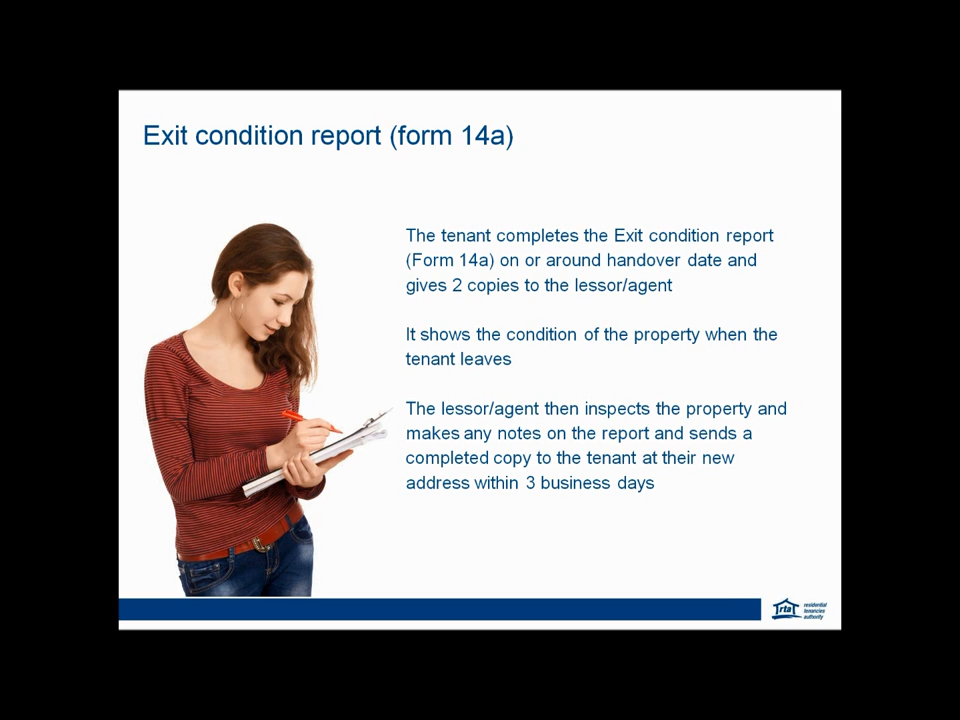 Exit condition report (form 14a)
The tenant completes the Exit condition report
(Form 14a) on or around handover date and
gives 2 copies to the lessor/agent
It shows the condition of the property when the
tenant leaves
The lessor/agent then inspects the property and
makes any notes on the report and sends a
completed copy to the tenant at their new
address within 3 business days
rta
residential
tenancies
authority